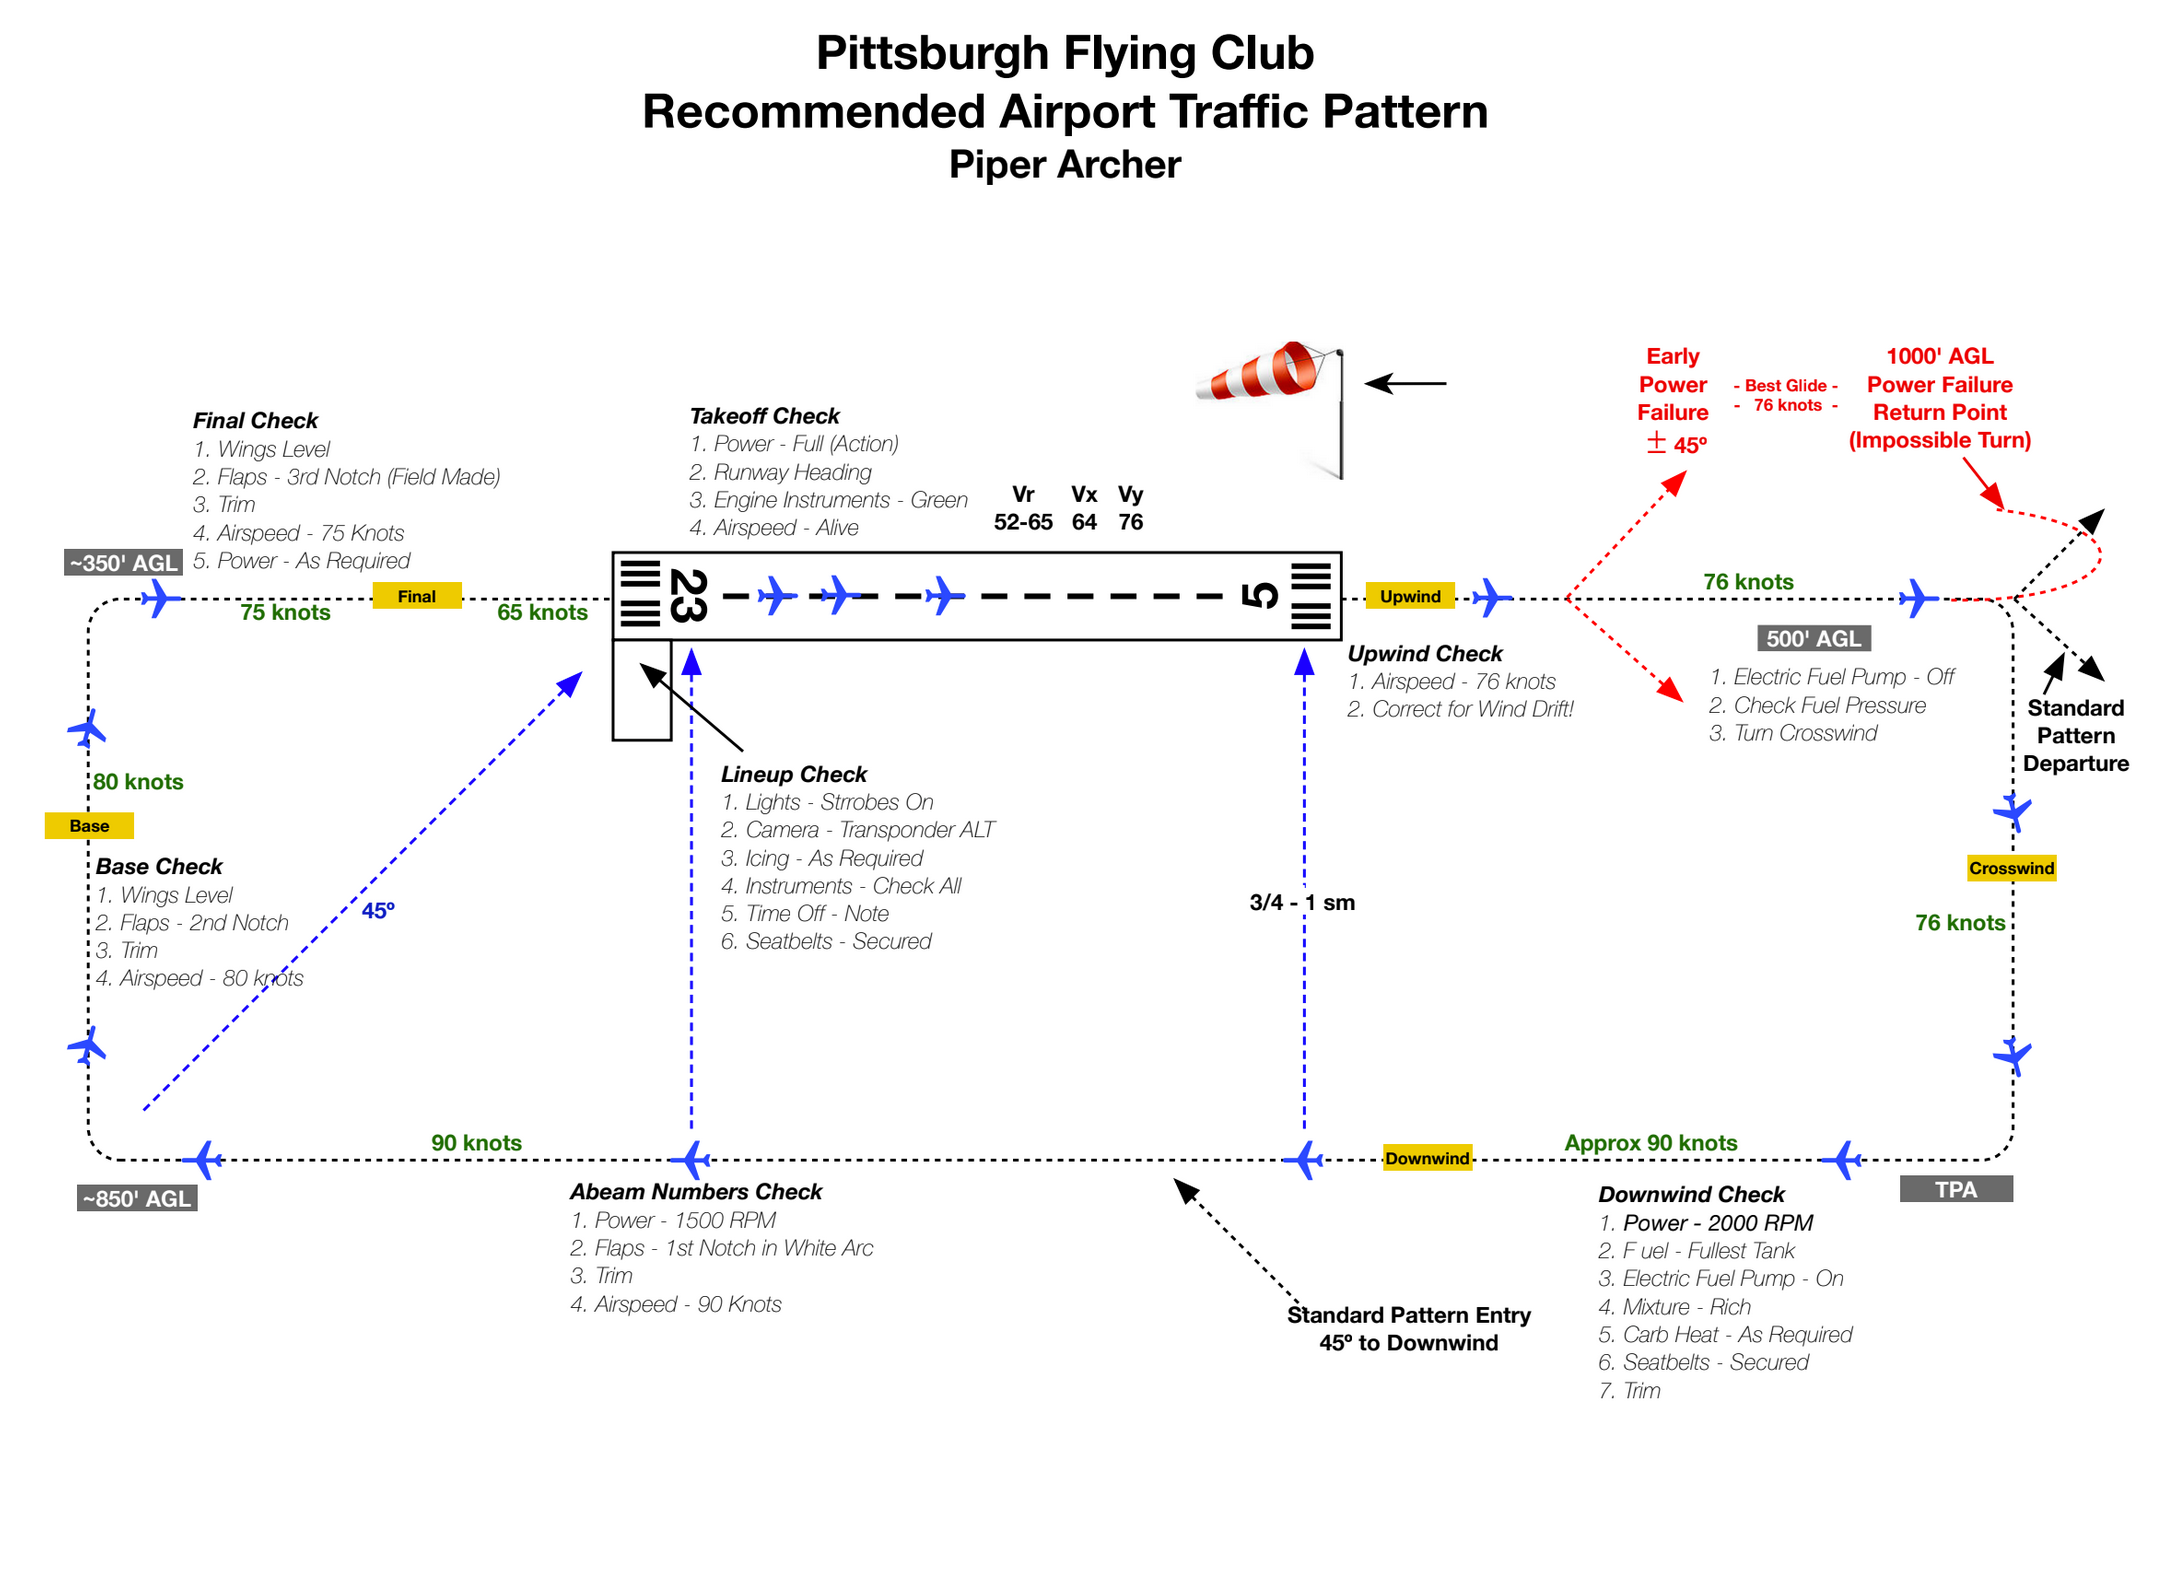 Pittsburgh Flying Club
Recommended Airport Traffic Pattern
Piper Archer
Early
Power
Failure
± 45º
- Best Glide -
- 76 knots -
1000' AGL
Power Failure
Return Point
(Impossible Turn)
Final Check
1. Wings Level
2. Flaps - 3rd Notch (Field Made)
3. Trim
4. Airspeed - 75 Knots
5. Power - As Required
Takeoff Check
1. Power - Full (Action)
2. Runway Heading
3. Engine Instruments - Green
4. Airspeed - Alive
Vr Vx Vy
52-65 64 76
~350' AGL
75 knots
Final
65 knots
23
5
Upwind
76 knots
500' AGL
1. Electric Fuel Pump - Off
2. Check Fuel Pressure
3. Turn Crosswind
Upwind Check
1. Airspeed - 76 knots
2. Correct for Wind Drift!
Standard
Pattern
Departure
80 knots
Base
Base Check
1. Wings Level
2. Flaps - 2nd Notch
3. Trim
4. Airspeed - 80 knots
45º
Lineup Check
1. Lights - Strrobes On
2. Camera - Transponder ALT
3. Icing - As Required
4. Instruments - Check All
5. Time Off - Note
6. Seatbelts - Secured
3/4 - 1 sm
Crosswind
76 knots
90 knots
Downwind
Approx 90 knots
~850' AGL
TPA
Abeam Numbers Check
1. Power - 1500 RPM
2. Flaps - 1st Notch in White Arc
3. Trim
4. Airspeed - 90 Knots
Standard Pattern Entry
45º to Downwind
Downwind Check
1. Power - 2000 RPM
2. F uel - Fullest Tank
3. Electric Fuel Pump - On
4. Mixture - Rich
5. Carb Heat - As Required
6. Seatbelts - Secured
7. Trim